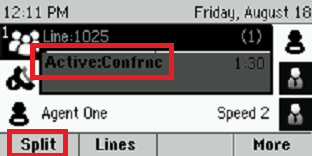 12:11 PM Friday, August 18
1 Line:1025 (1)
Active:Confrnc 1:30
Agent One Speed 2
Split Lines More